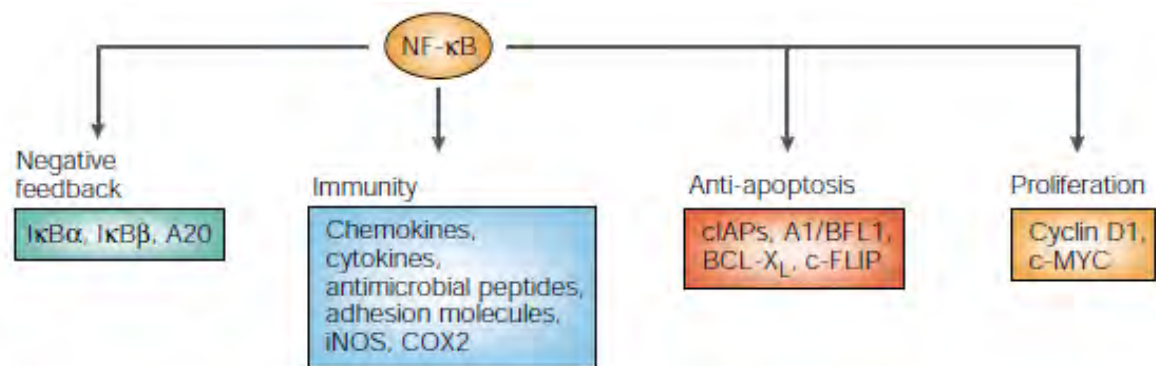 NF-κB
Negative
feedback
IκBα, IκBβ, A20
Immunity
Chemokines,
cytokines,
antimicrobial peptides,
adhesion molecules,
iNOS, COX2
Anti-apoptosis
cIAPs, A1/BFL1,
BCL-XL, c-FLIP
Proliferation
Cyclin D1,
c-MYC